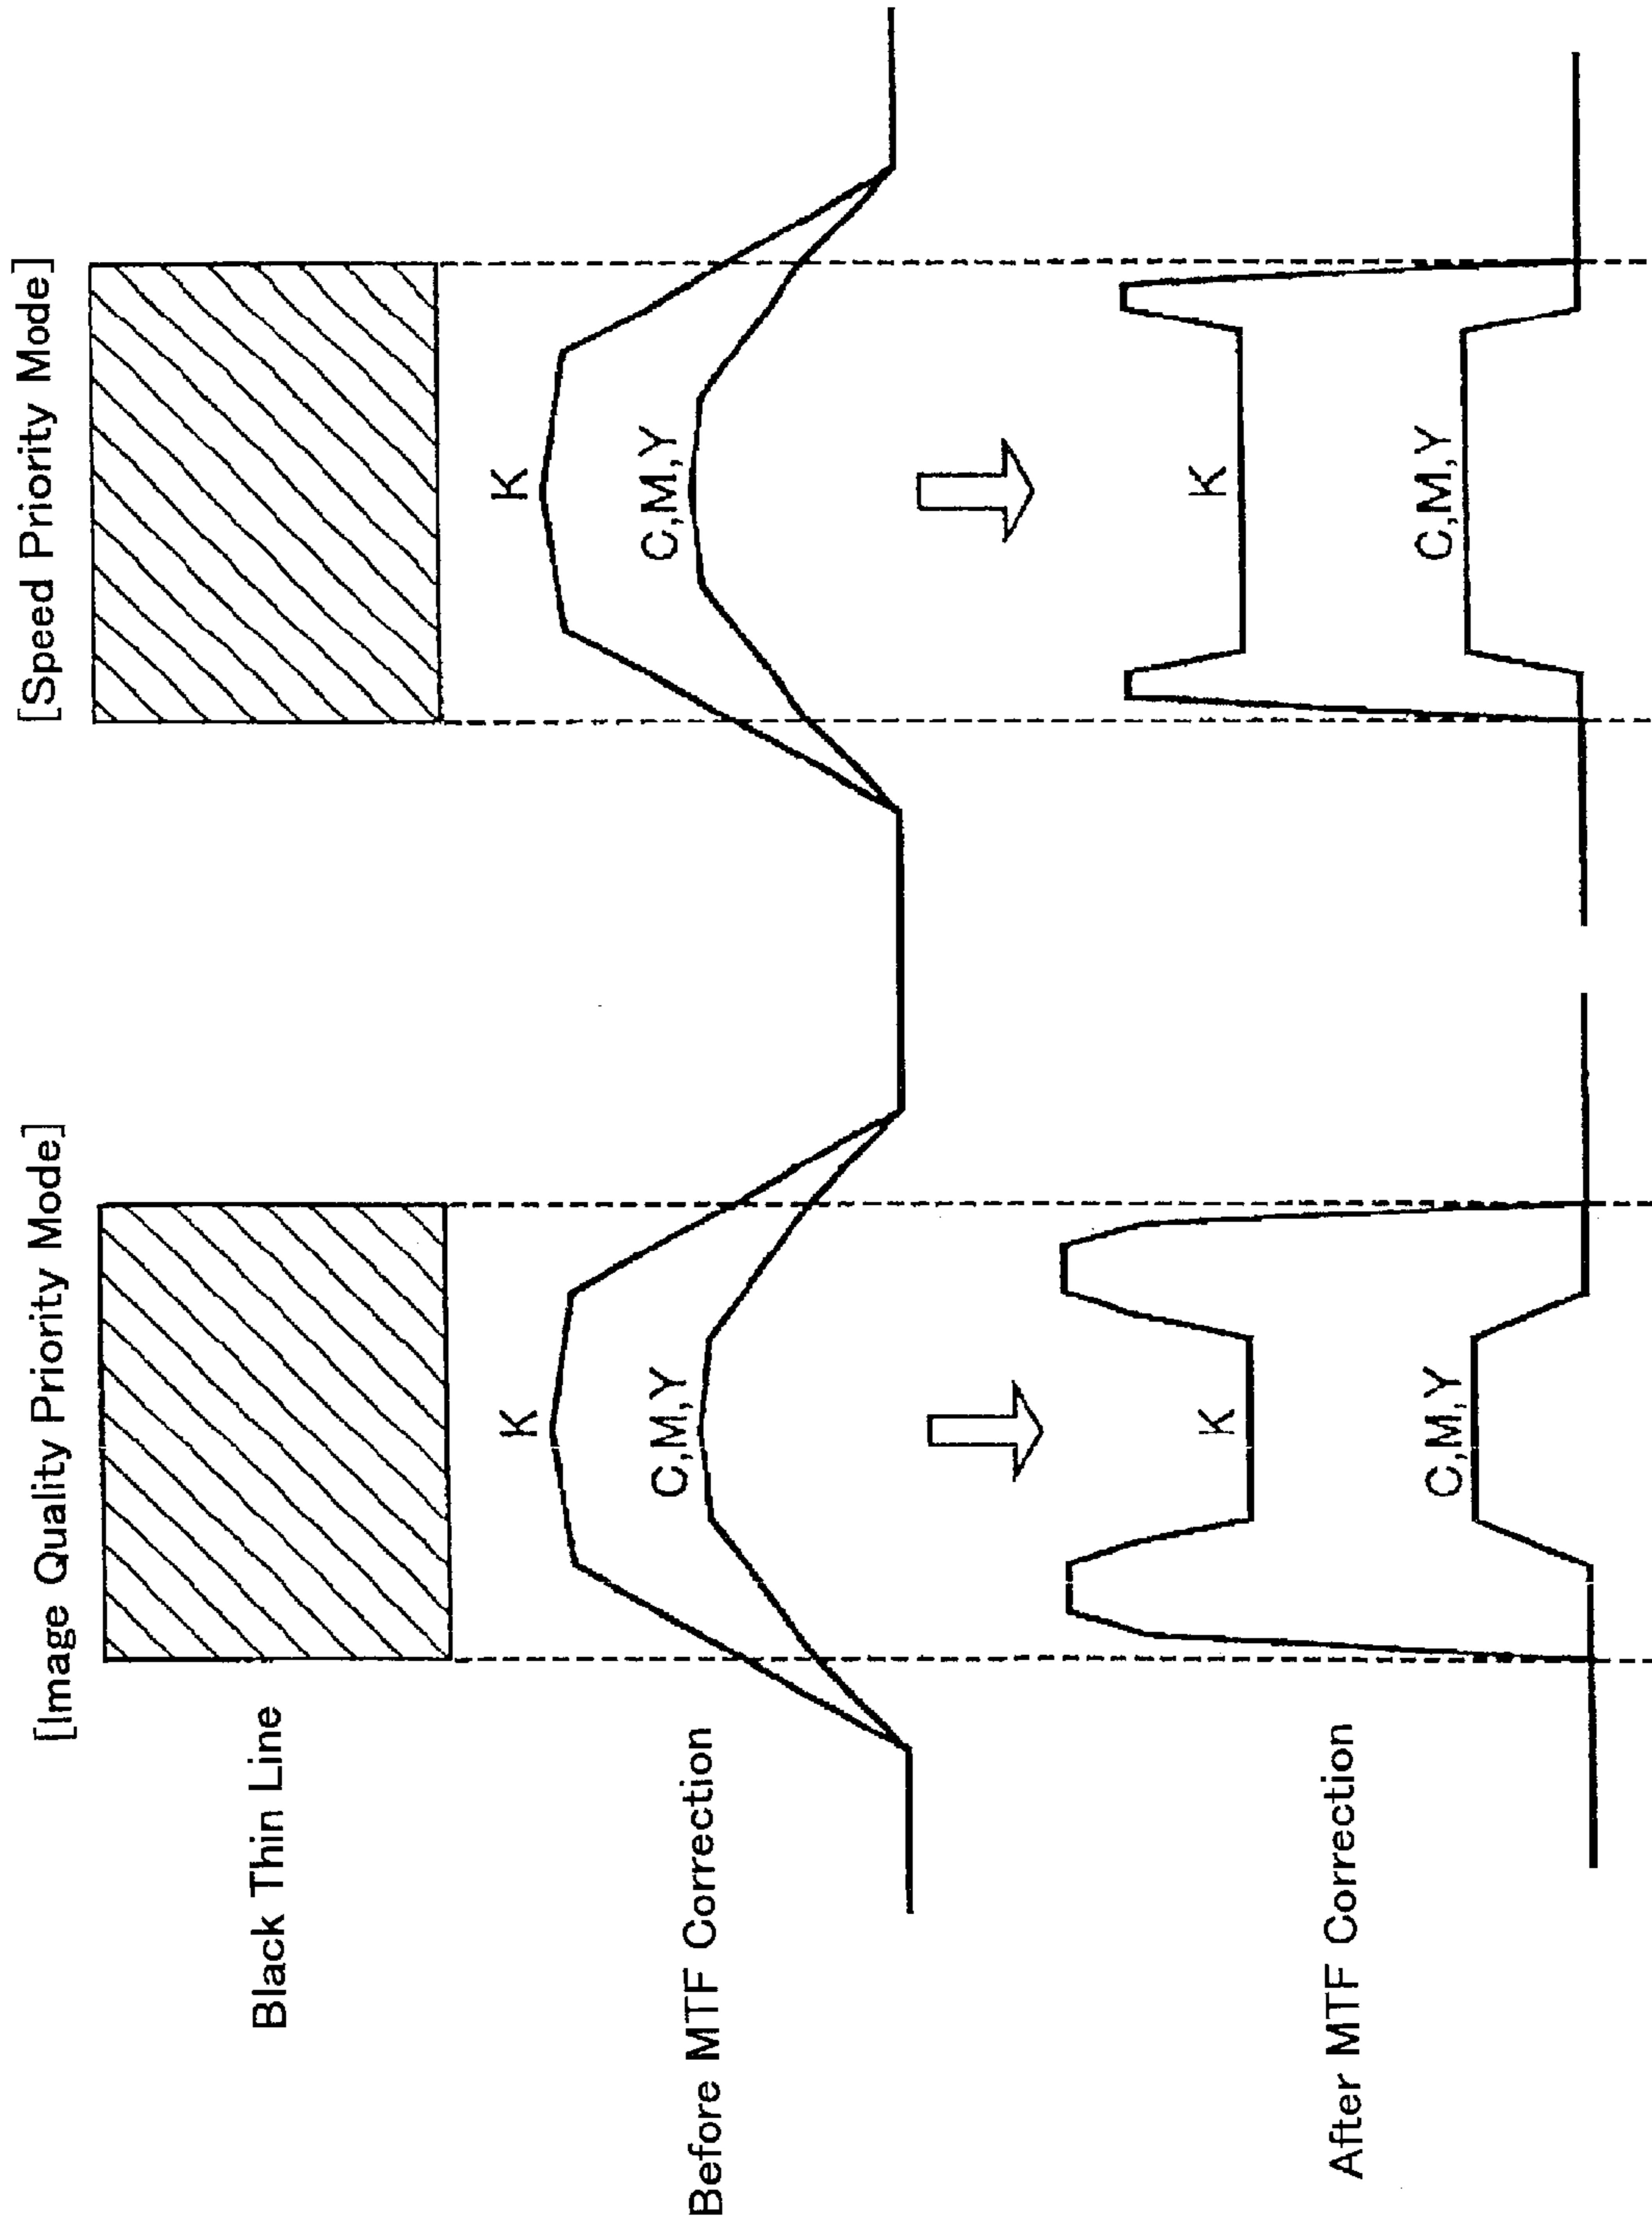 [Image Quality Priority Mode]
[Speed Priority Mode]
Black Thin Line
Before MTF Correction
K
C,M,Y
K
C,M,Y
After MTF Correction
K
C,M,Y
K
C,M,Y